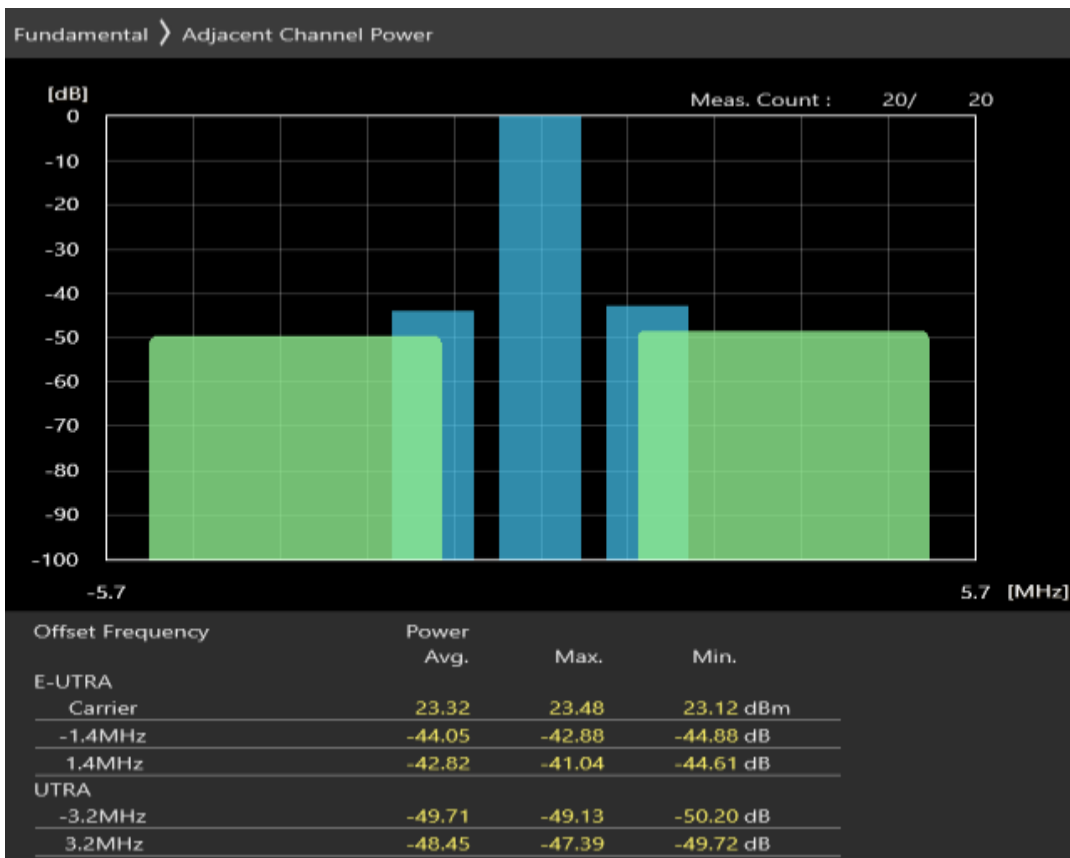 Fundamental 〉 Adjacent Channel Power
[dB]
Meas. Count : 20/ 20
0
-10
-20
-30
-40
-50
-60
-70
-80
-90
-100
-5.7 5.7 [MHz]
Offset Frequency Power
Avg. Max. Min.
E-UTRA
Carrier 23.32 23.48 23.12 dBm
-1.4MHz -44.05 -42.88 -44.88 dB
1.4MHz -42.82 -41.04 -44.61 dB
UTRA
-3.2MHz -49.71 -49.13 -50.20 dB
3.2MHz -48.45 -47.39 -49.72 dB